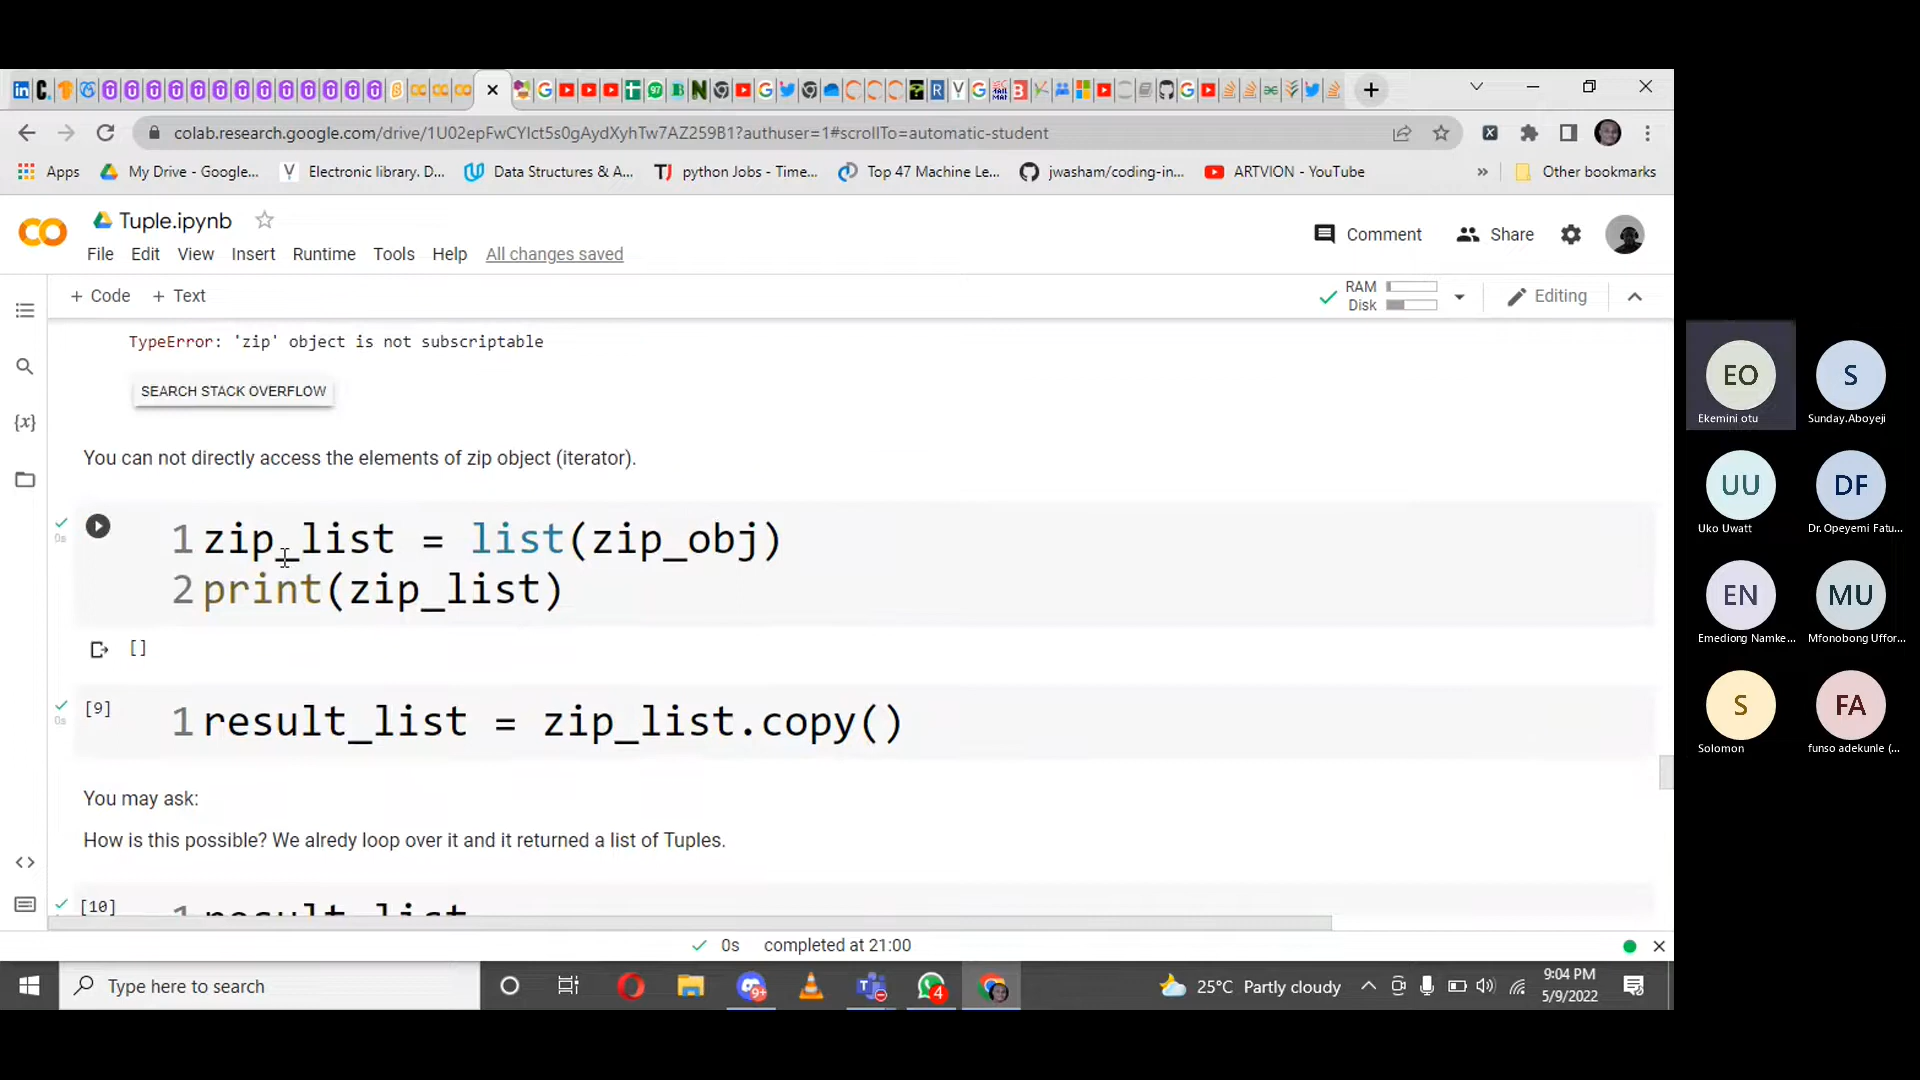 colab.research.google.com/drive/1U02epFwCYlct5s0gAydXyhTw7AZ259B1?authuser=1#scrollTo=automatic-student
Apps My Drive - Google... Electronic library. D... Data Structures & A... python Jobs - Time... Top 47 Machine Le... jwasham/coding-in... ARTVION - YouTube » Other bookmarks
Tuple.ipynb
Comment Share
File Edit View Insert Runtime Tools Help All changes saved
+ Code + Text
RAM
Disk
Editing
TypeError: 'zip' object is not subscriptable
SEARCH STACK OVERFLOW
You can not directly access the elements of zip object (iterator).
0s
1 zip_list = list(zip_obj)
2 print(zip_list)
[]
[9]
0s
1 result_list = zip_list.copy()
You may ask:
How is this possible? We alredy loop over it and it returned a list of Tuples.
[10]
1 result_list
0s completed at 21:00
Type here to search
9+
4
25°C Partly cloudy
9:04 PM
5/9/2022
EO
Ekemini otu
S
Sunday.Aboyeji
UU
Uko Uwatt
DF
Dr. Opeyemi Fatu...
EN
Emediong Namke...
MU
Mfonobong Uffor...
S
Solomon
FA
funso adekunle (...